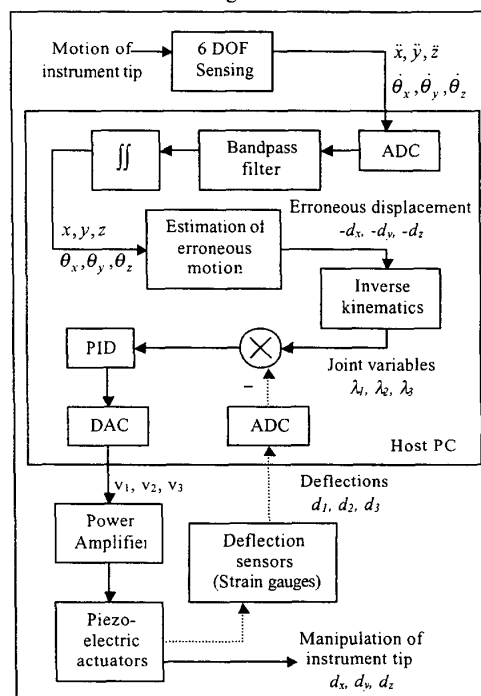 Motion of
instrument tip
6 DOF
Sensing
ẍ, ÿ, z̈
θ̇x, θ̇y, θ̇z
ADC
Bandpass
filter
∫∫
x, y, z
θx, θy, θz
Estimation of
erroneous
motion
Erroneous displacement
-dx, -dy, -dz
Inverse
kinematics
Joint variables
λ1, λ2, λ3
PID
–
DAC
ADC
Host PC
v1, v2, v3
Deflections
d1, d2, d3
Power
Amplifier
Deflection
sensors
(Strain gauges)
Piezo-
electric
actuators
Manipulation of
instrument tip
dx, dy, dz